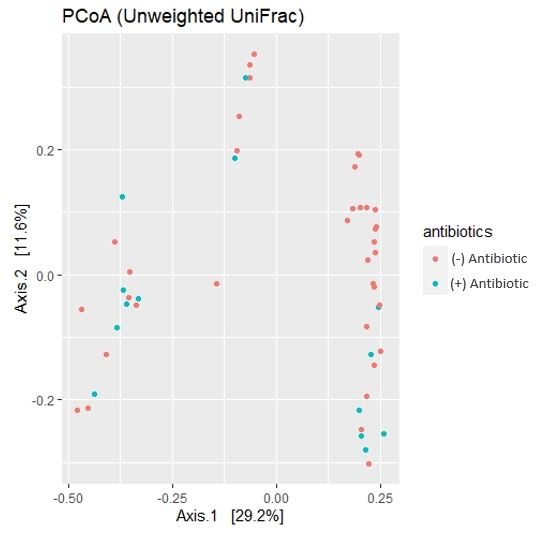 PCoA (Unweighted UniFrac)
0.2
0.0
-0.2
Axis.2 [11.6%]
-0.50 -0.25 0.00 0.25
Axis.1 [29.2%]
antibiotics
(-) Antibiotic
(+) Antibiotic